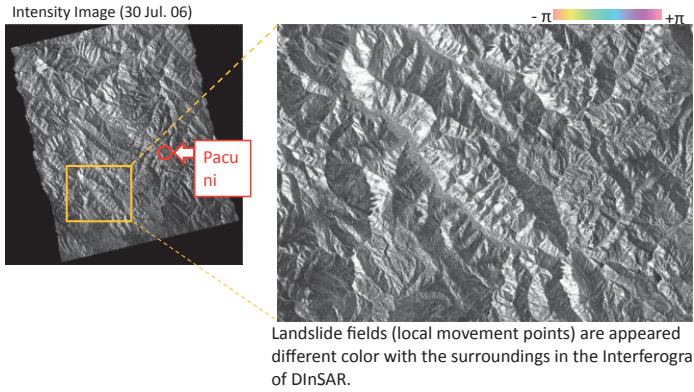 Intensity Image (30 Jul. 06)
- π
+π
Pacu
ni
Landslide fields (local movement points) are appeared
different color with the surroundings in the Interferogra
of DInSAR.